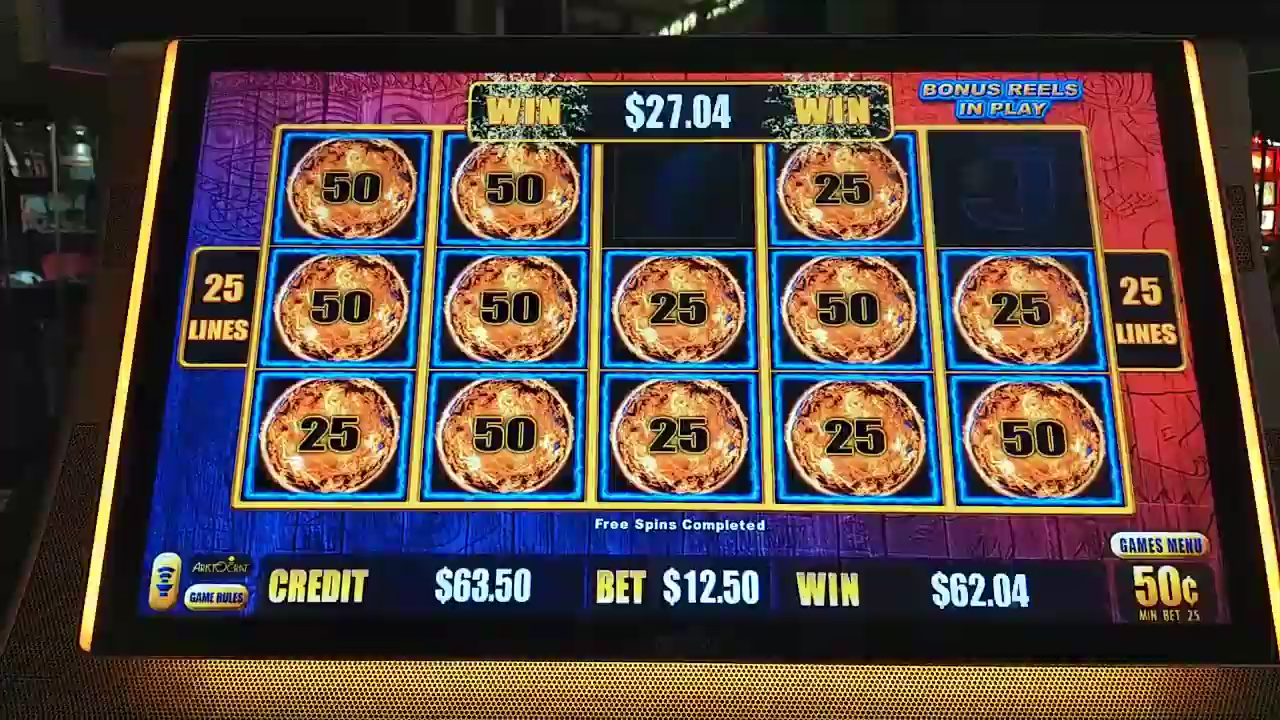 WIN $27.04 WIN
BONUS REELS
IN PLAY
50 50 25
25
LINES
50 50 25 50 25
25
LINES
25 50 25 25 50
Free Spins Completed
GAMES MENU
ARISTOCRAT
GAME RULES
CREDIT $63.50 BET $12.50 WIN $62.04
50¢
MIN BET 25